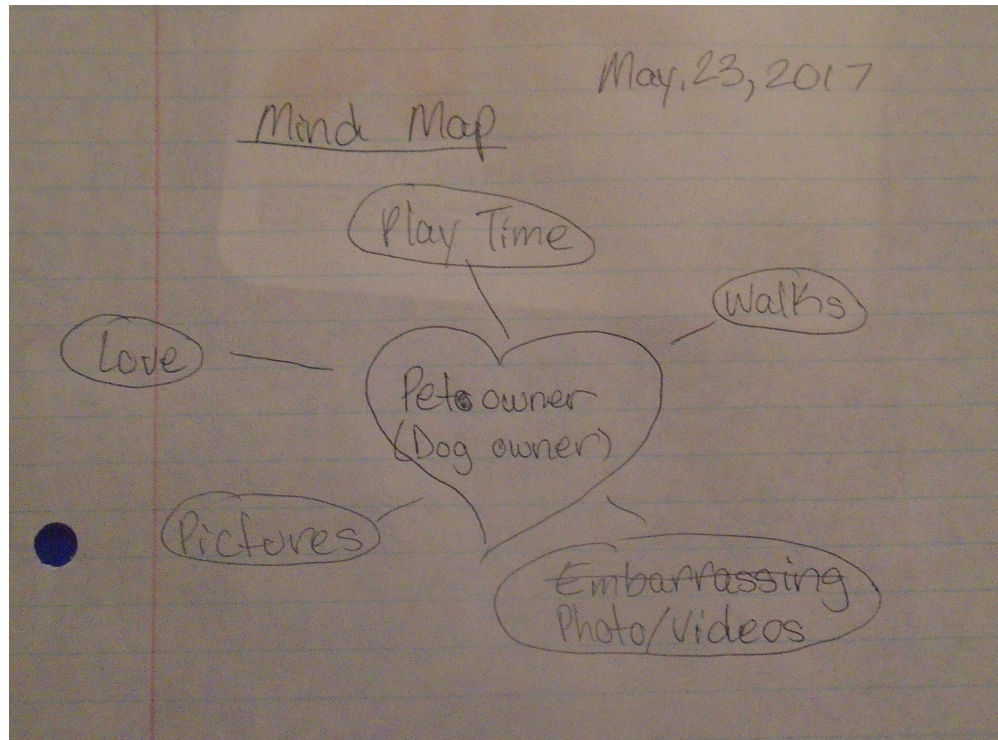 May, 23, 2017
Mind Map
Play Time
Walks
Love
Pet owner
(Dog owner)
Pictures
Embarrassing
Photo/Videos